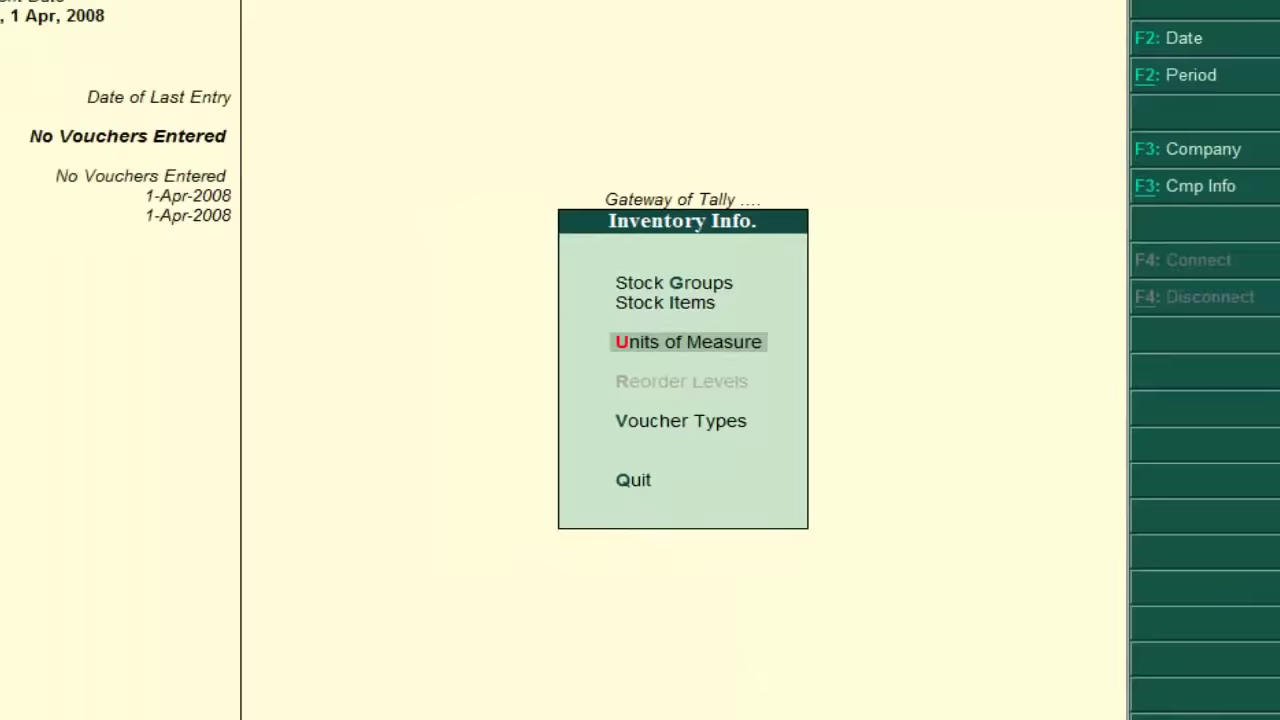 , 1 Apr, 2008
Date of Last Entry
No Vouchers Entered
No Vouchers Entered
1-Apr-2008
1-Apr-2008
Gateway of Tally ....
Inventory Info.
Stock Groups
Stock Items
Units of Measure
Reorder Levels
Voucher Types
Quit
F2: Date
F2: Period
F3: Company
F3: Cmp Info
F4: Connect
F4: Disconnect